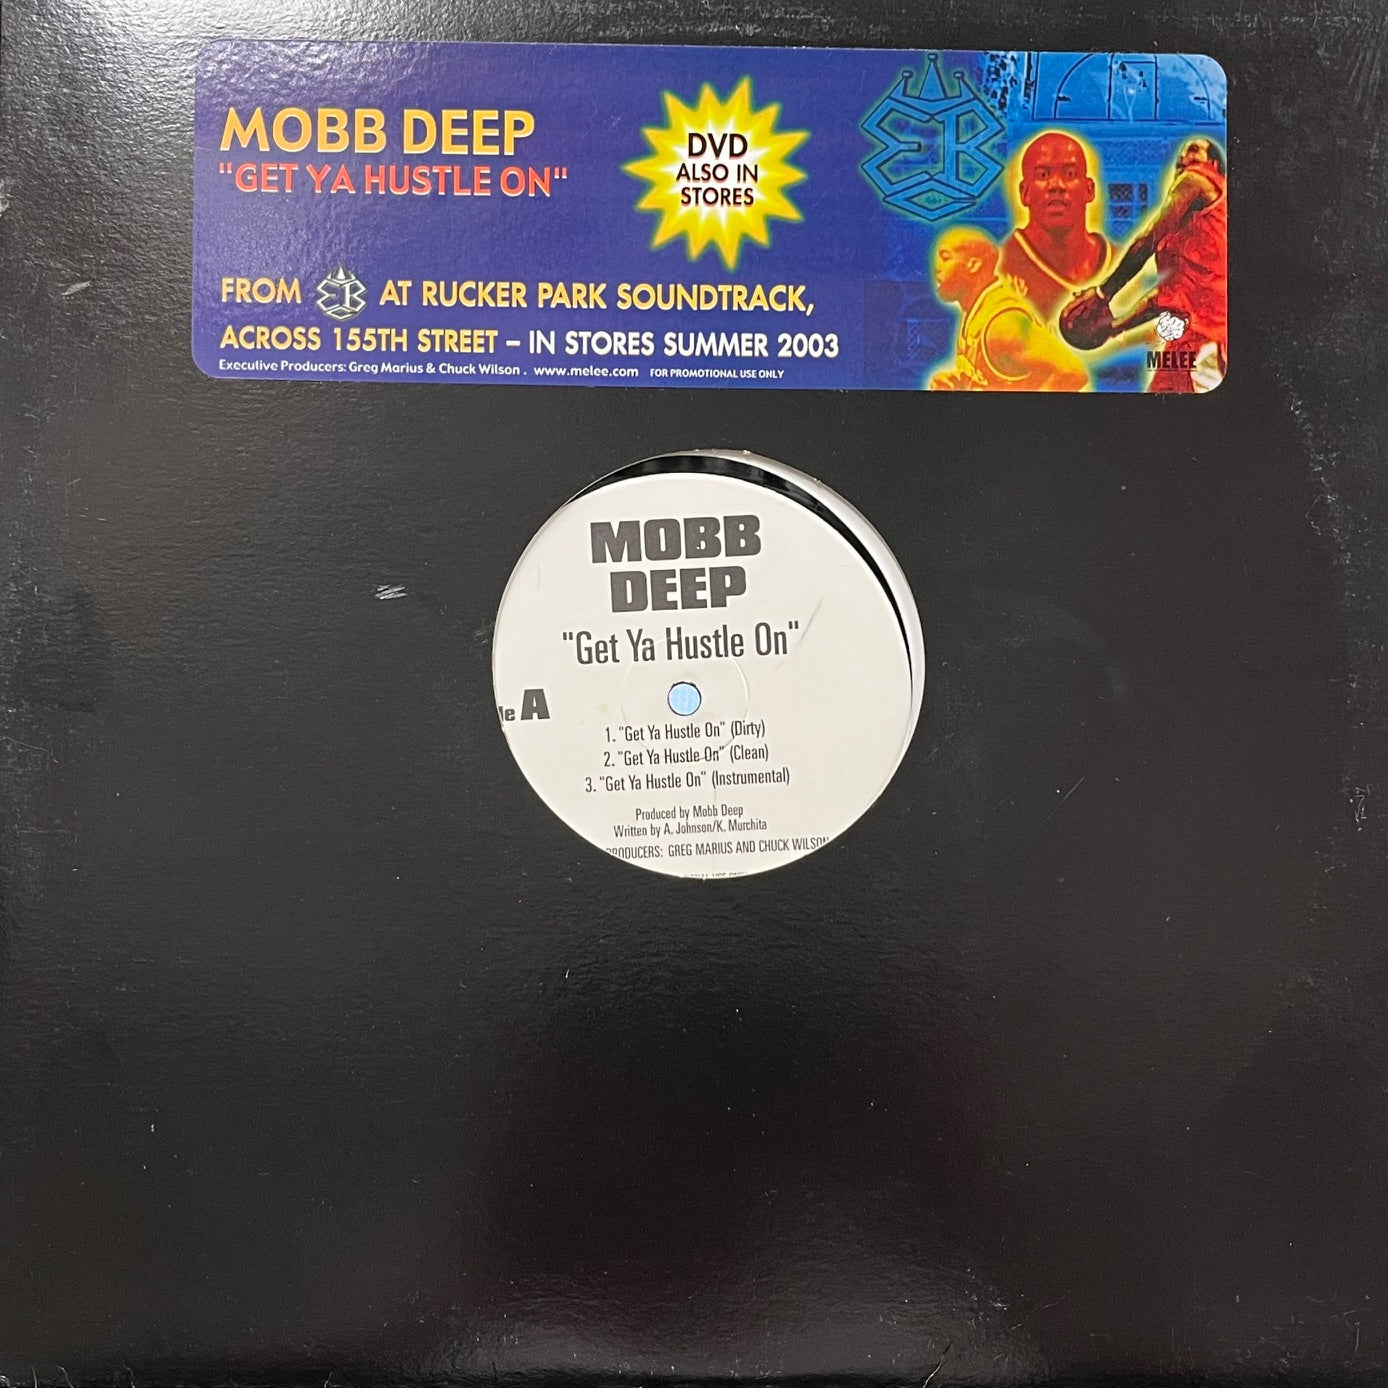 MOBB DEEP
"GET YA HUSTLE ON"
DVD
ALSO IN
STORES
FROM EBC AT RUCKER PARK SOUNDTRACK,
ACROSS 155TH STREET – IN STORES SUMMER 2003
Executive Producers: Greg Marius & Chuck Wilson . www.melee.com FOR PROMOTIONAL USE ONLY
EBC
MELEE
MOBB
DEEP
"Get Ya Hustle On"
A
1. "Get Ya Hustle On" (Dirty)
2. "Get Ya Hustle On" (Clean)
3. "Get Ya Hustle On" (Instrumental)
Produced by Mobb Deep
Written by A. Johnson/K. Murchita
PRODUCERS: GREG MARIUS AND CHUCK WILSON